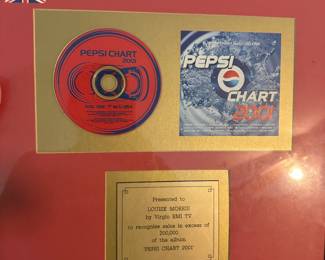 PEPSI CHART
2001
PEPSI
CHART
2001
Presented to
LOUISE MORRIS
by Virgin EMI TV
to recognise sales in excess of
200,000
of the album
'PEPSI CHART 2001'